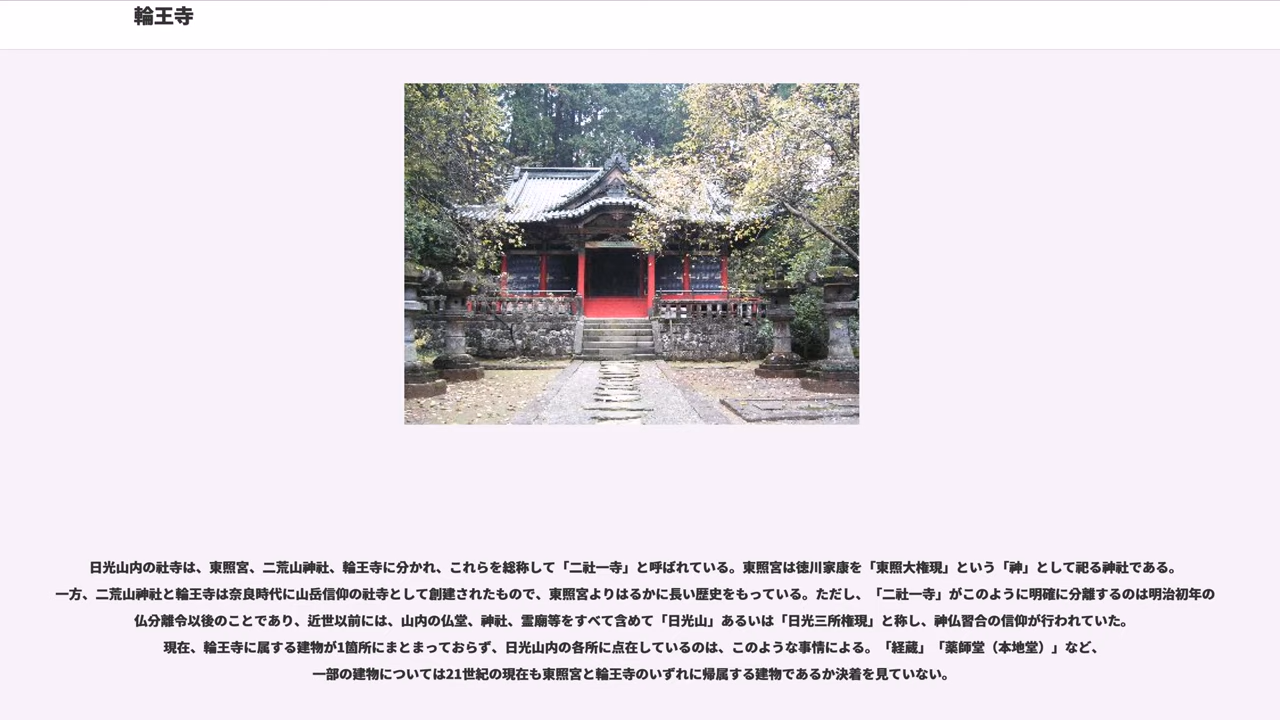 輪王寺
日光山内の社寺は、東照宮、二荒山神社、輪王寺に分かれ、これらを総称して「二社一寺」と呼ばれている。東照宮は徳川家康を「東照大権現」という「神」として祀る神社である。
一方、二荒山神社と輪王寺は奈良時代に山岳信仰の社寺として創建されたもので、東照宮よりはるかに長い歴史をもっている。ただし、「二社一寺」がこのように明確に分離するのは明治初年の
仏分離令以後のことであり、近世以前には、山内の仏堂、神社、霊廟等をすべて含めて「日光山」あるいは「日光三所権現」と称し、神仏習合の信仰が行われていた。
現在、輪王寺に属する建物が1箇所にまとまっておらず、日光山内の各所に点在しているのは、このような事情による。「経蔵」「薬師堂（本地堂）」など、
一部の建物については21世紀の現在も東照宮と輪王寺のいずれに帰属する建物であるか決着を見ていない。